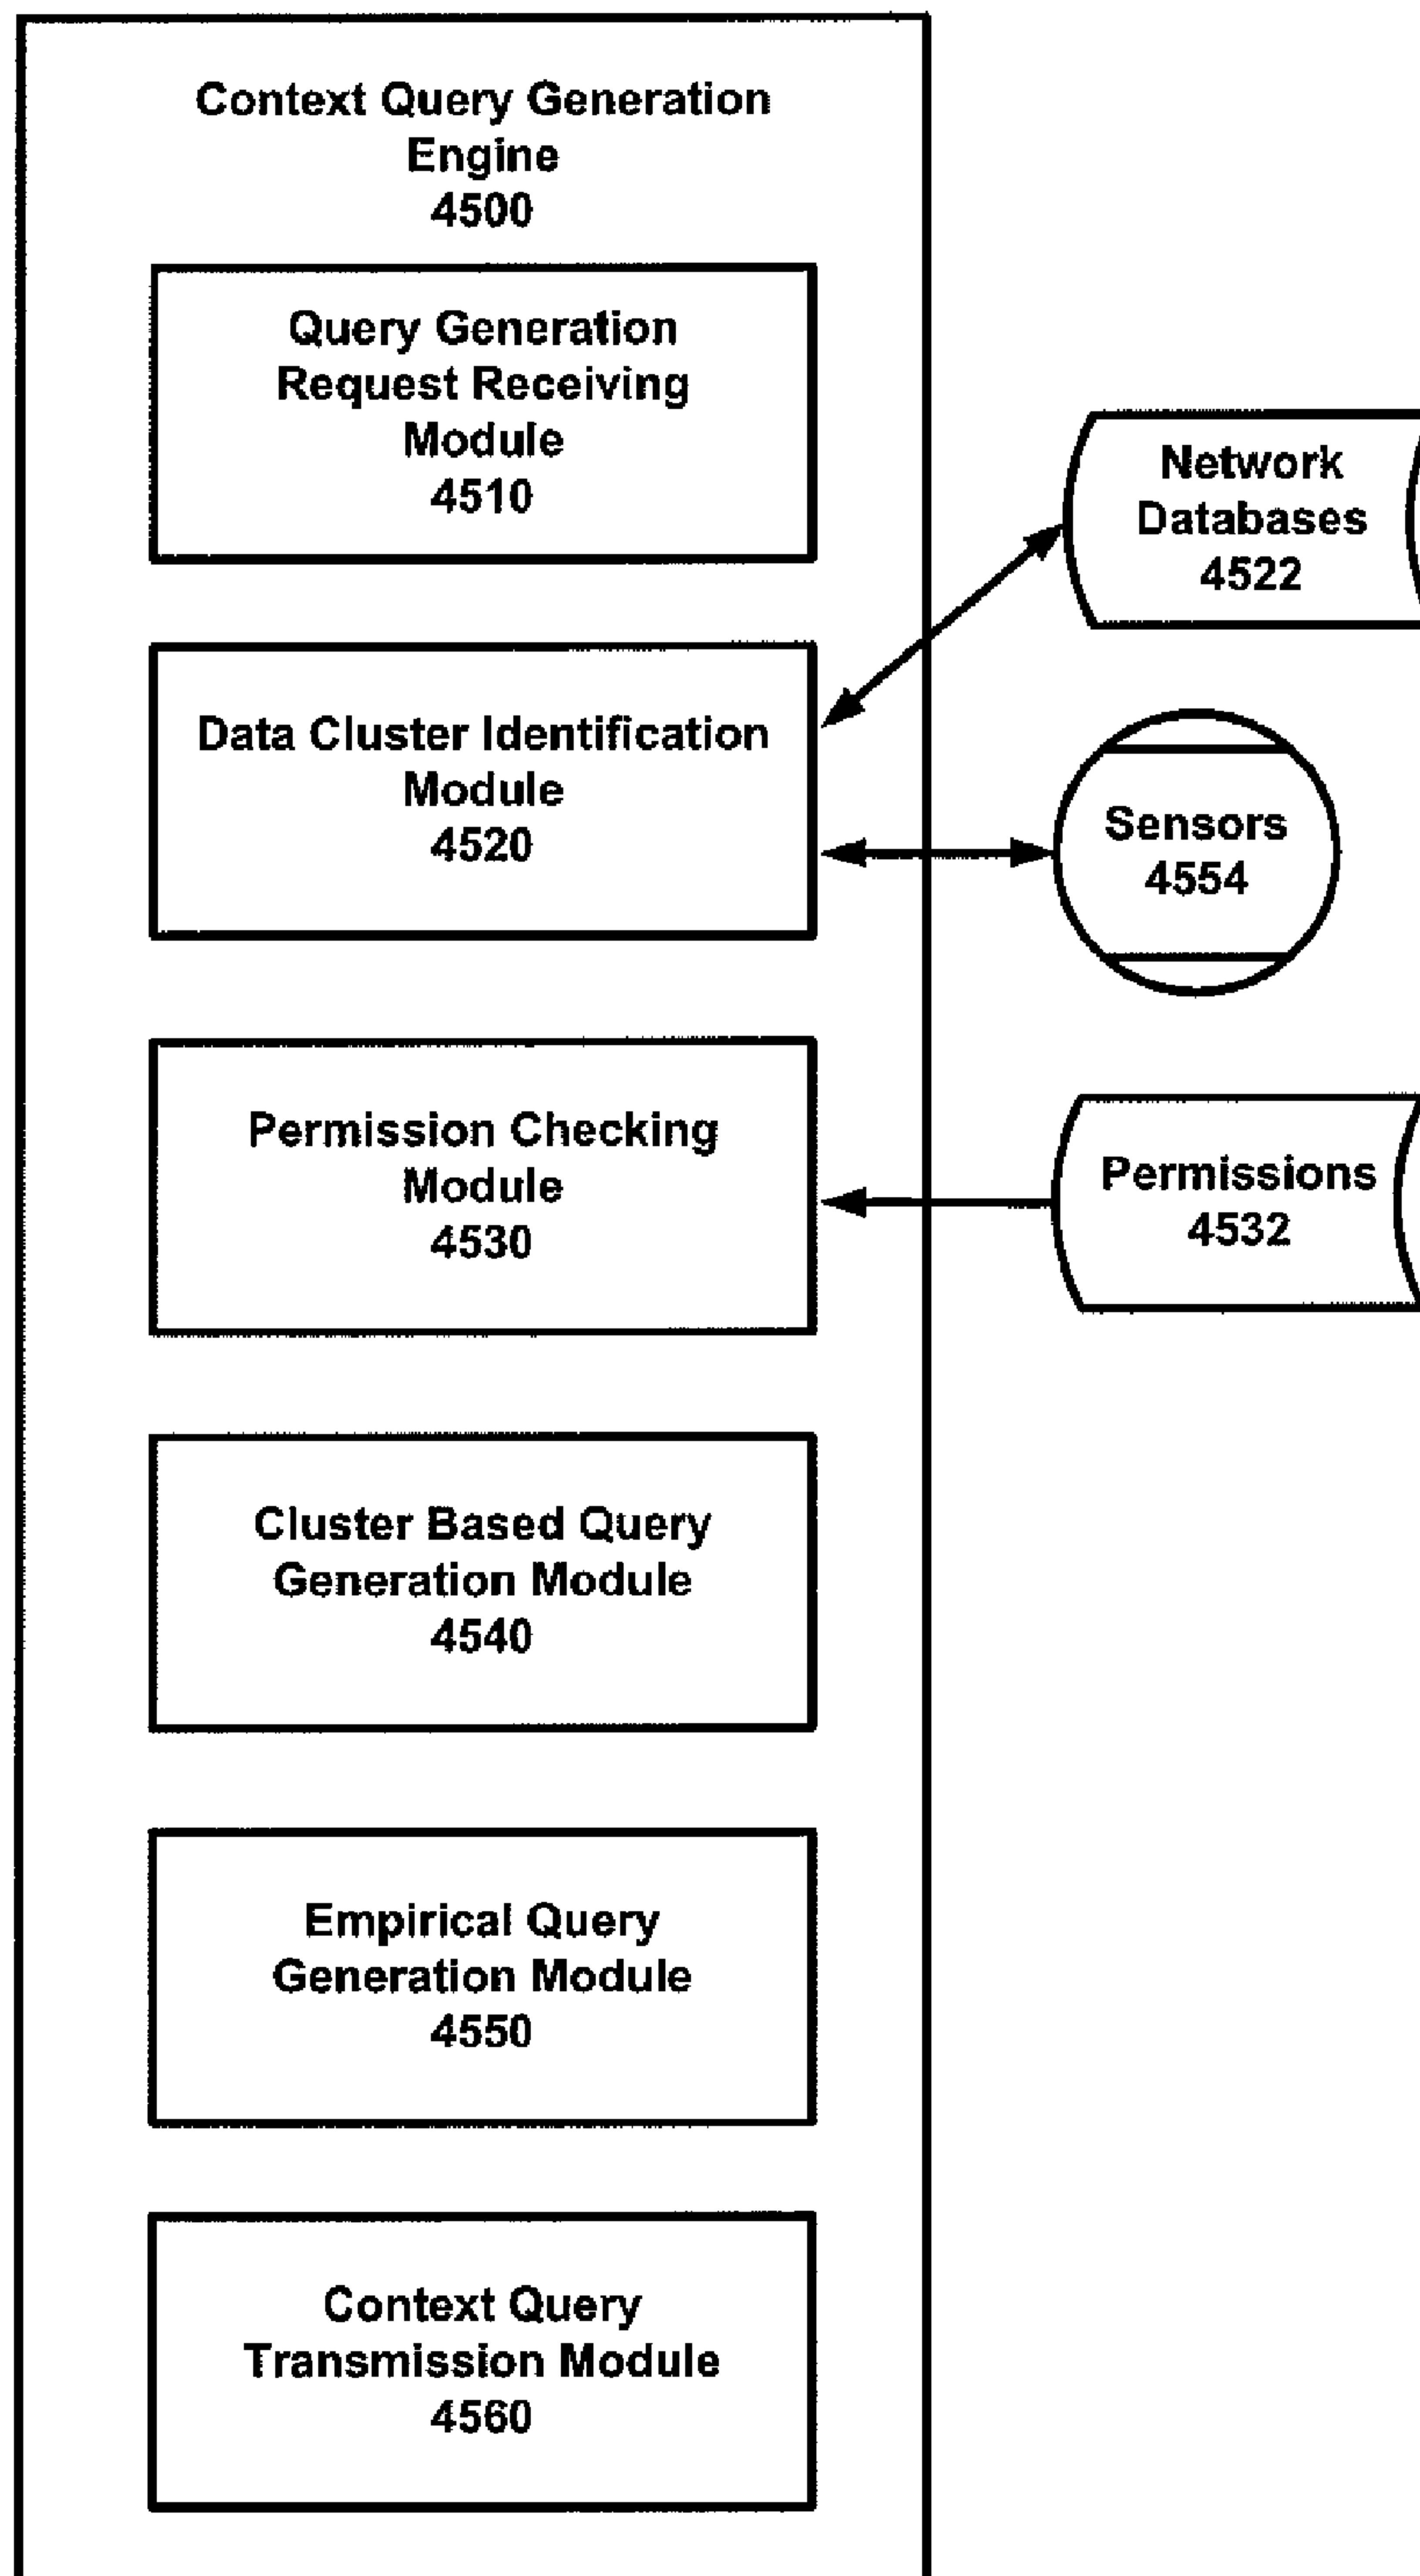 Context Query Generation
Engine
4500
Query Generation
Request Receiving
Module
4510
Network
Databases
4522
Data Cluster Identification
Module
4520
Sensors
4554
Permission Checking
Module
4530
Permissions
4532
Cluster Based Query
Generation Module
4540
Empirical Query
Generation Module
4550
Context Query
Transmission Module
4560